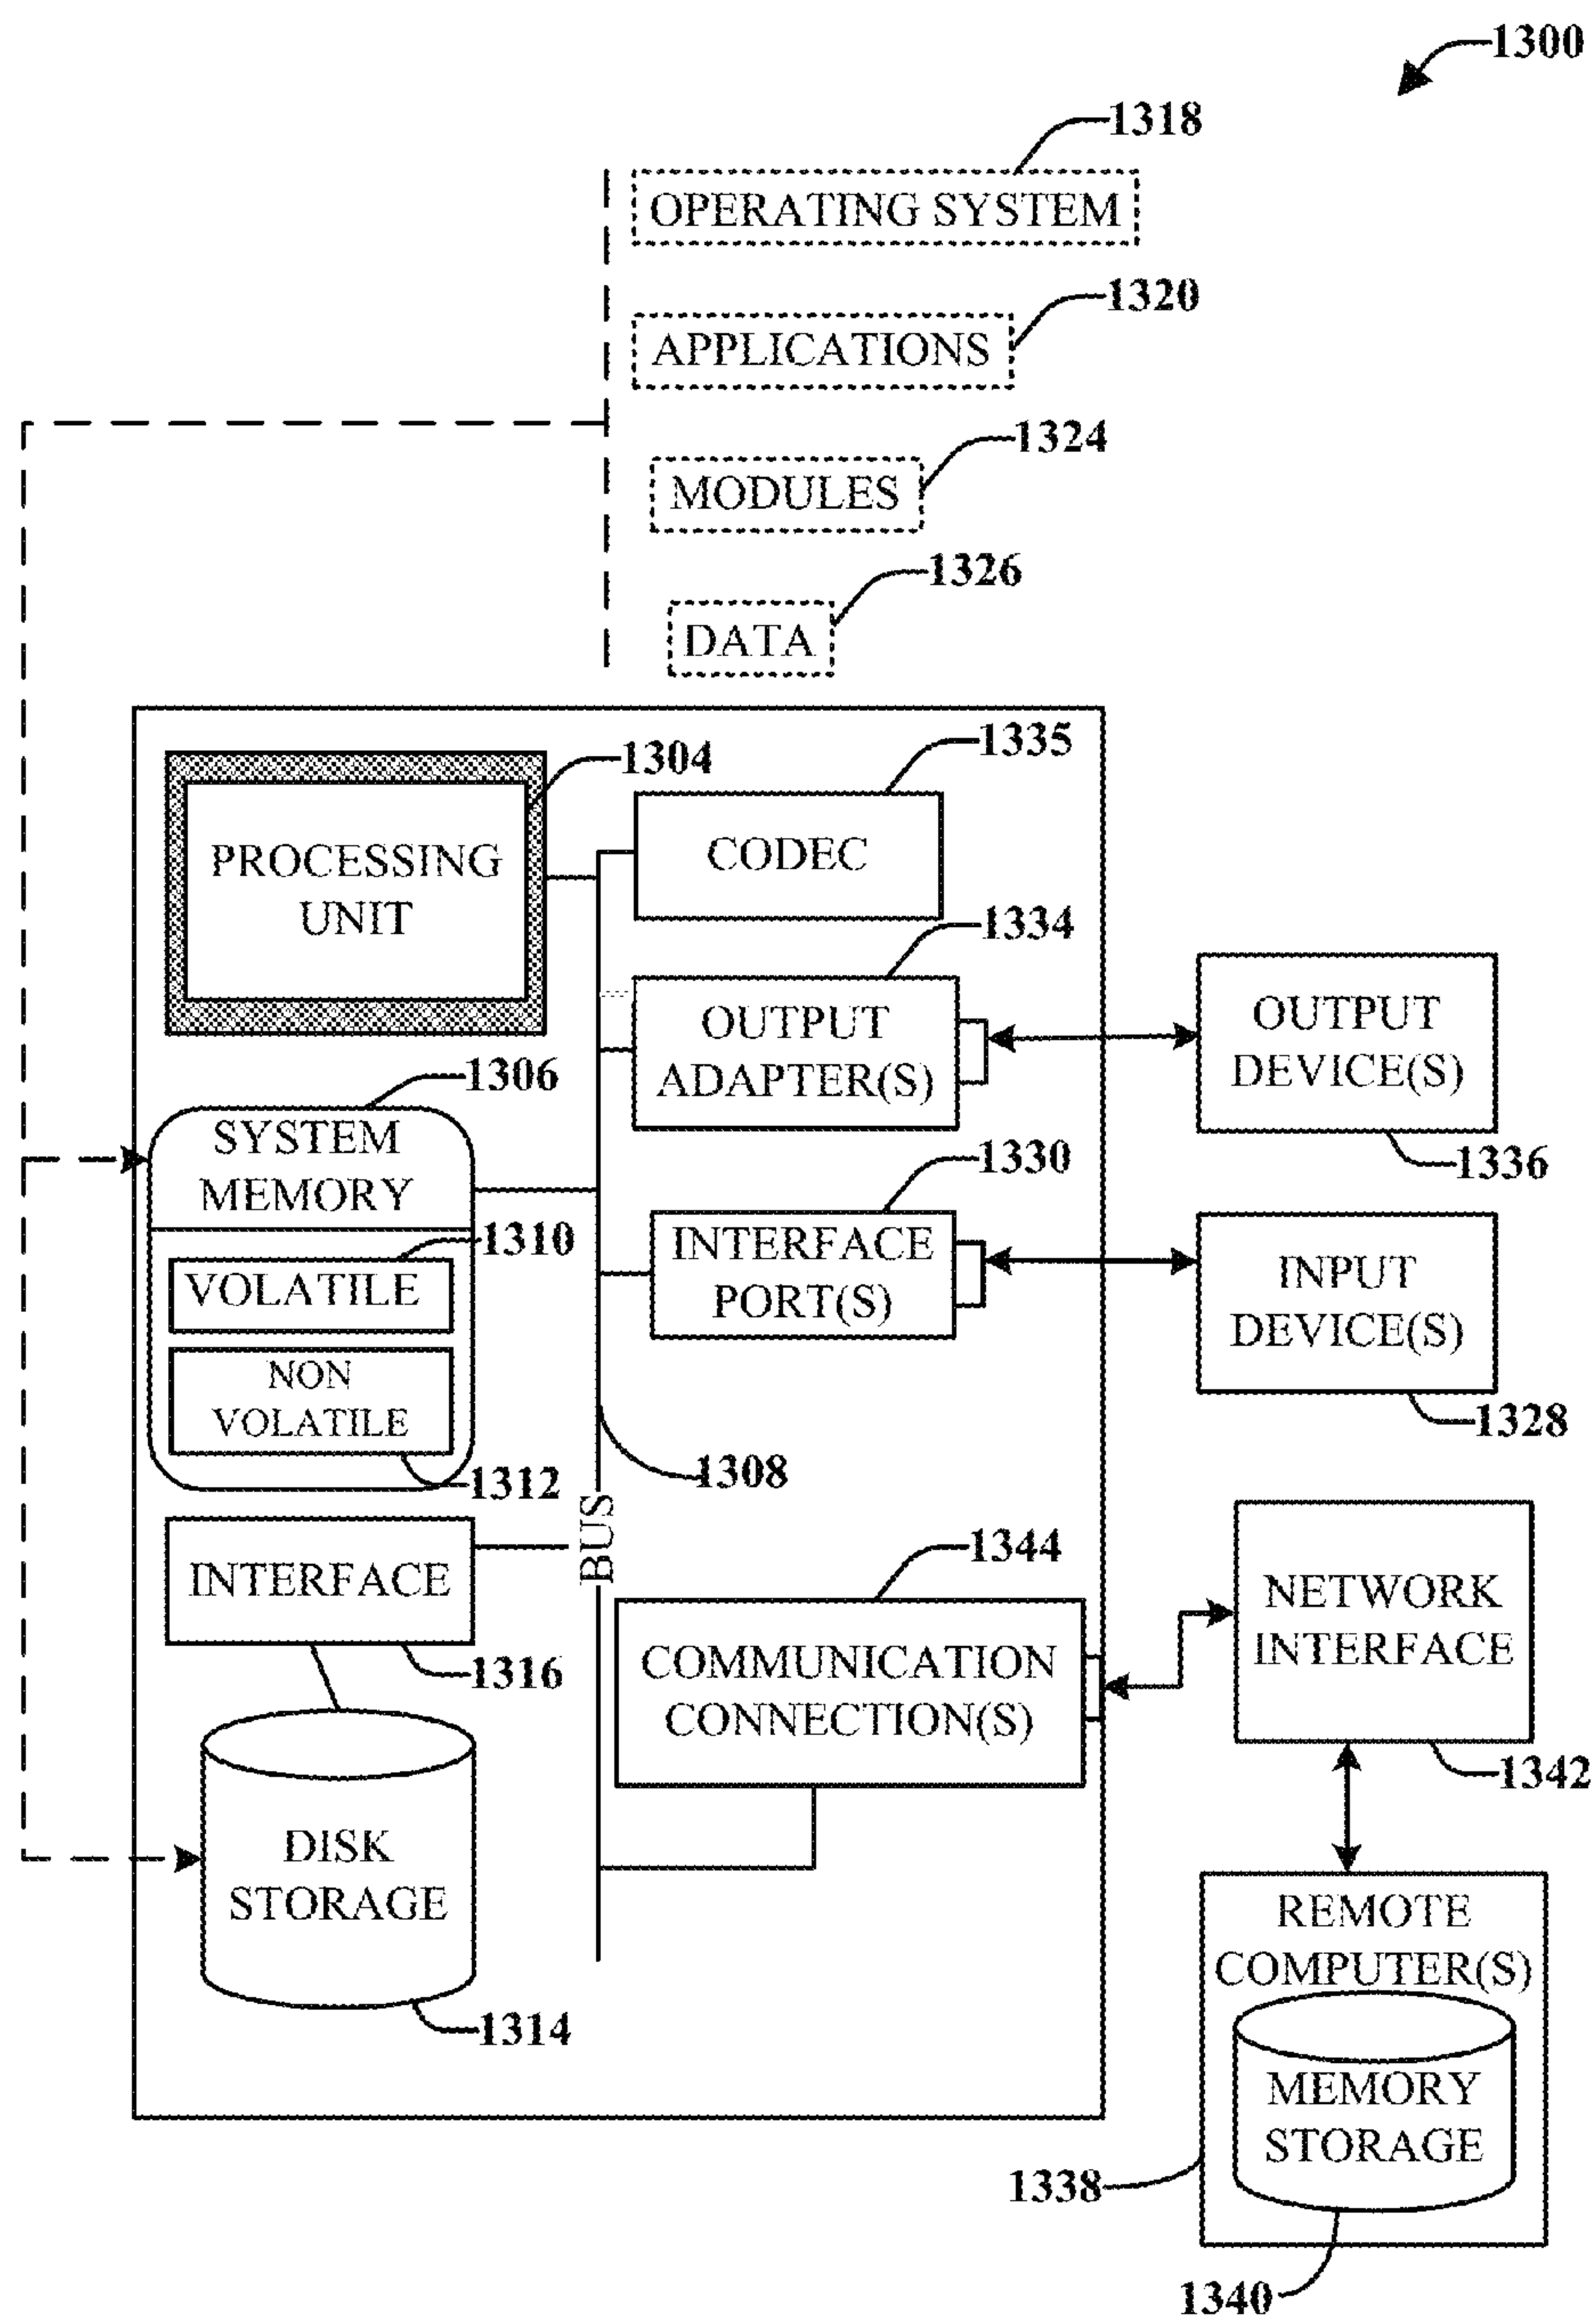 1300
1318
OPERATING SYSTEM
1320
APPLICATIONS
1324
MODULES
1326
DATA
1304
PROCESSING
UNIT
1335
CODEC
1334
OUTPUT
ADAPTER(S)
OUTPUT
DEVICE(S)
1336
1306
SYSTEM
MEMORY
1310
VOLATILE
NON
VOLATILE
1312
1330
INTERFACE
PORT(S)
INPUT
DEVICE(S)
1328
1308
BUS
INTERFACE
1316
1344
COMMUNICATION
CONNECTION(S)
NETWORK
INTERFACE
1342
DISK
STORAGE
1314
REMOTE
COMPUTER(S)
MEMORY
STORAGE
1338
1340